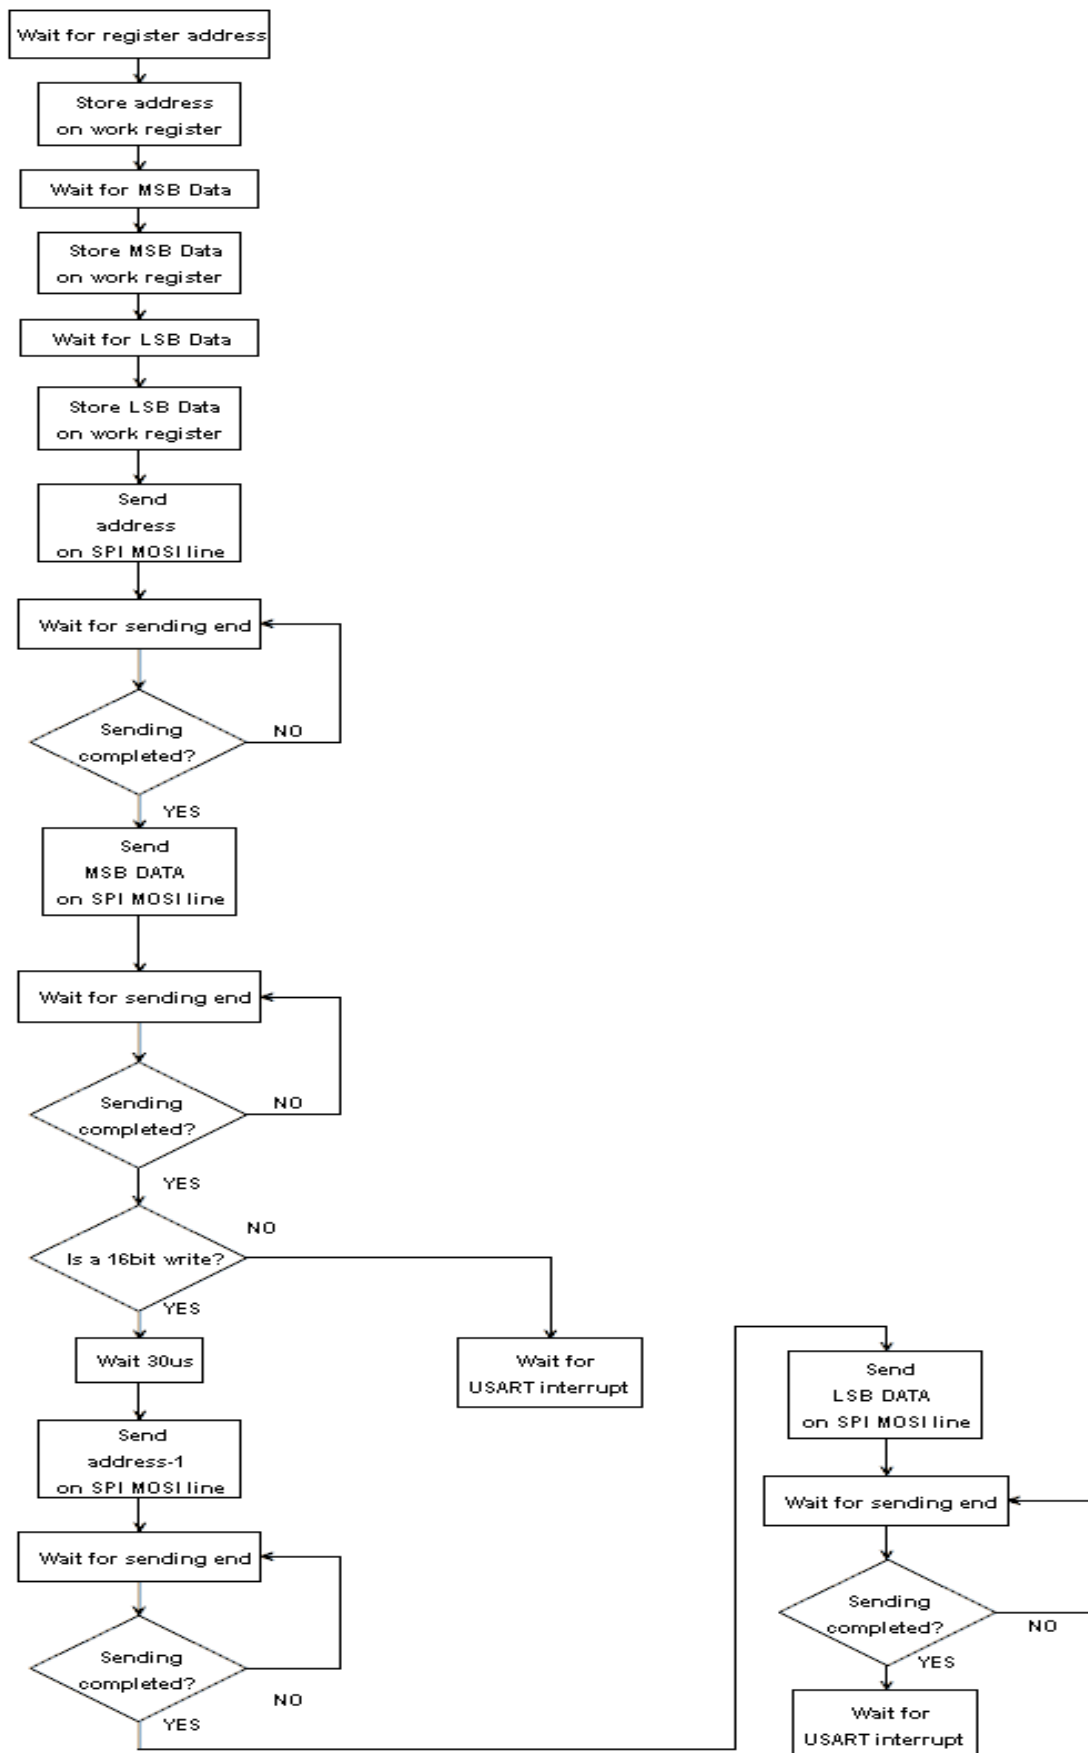 Wait for register address
Store address
on work register
Wait for MSB Data
Store MSB Data
on work register
Wait for LSB Data
Store LSB Data
on work register
Send
address
on SPI MOSI line
Wait for sending end
Sending
completed?
NO
YES
Send
MSB DATA
on SPI MOSI line
Wait for sending end
Sending
completed?
NO
YES
Is a 16bit write?
NO
YES
Wait 30us
Wait for
USART interrupt
Send
address-1
on SPI MOSI line
Wait for sending end
Sending
completed?
NO
YES
Send
LSB DATA
on SPI MOSI line
Wait for sending end
Sending
completed?
NO
YES
Wait for
USART interrupt